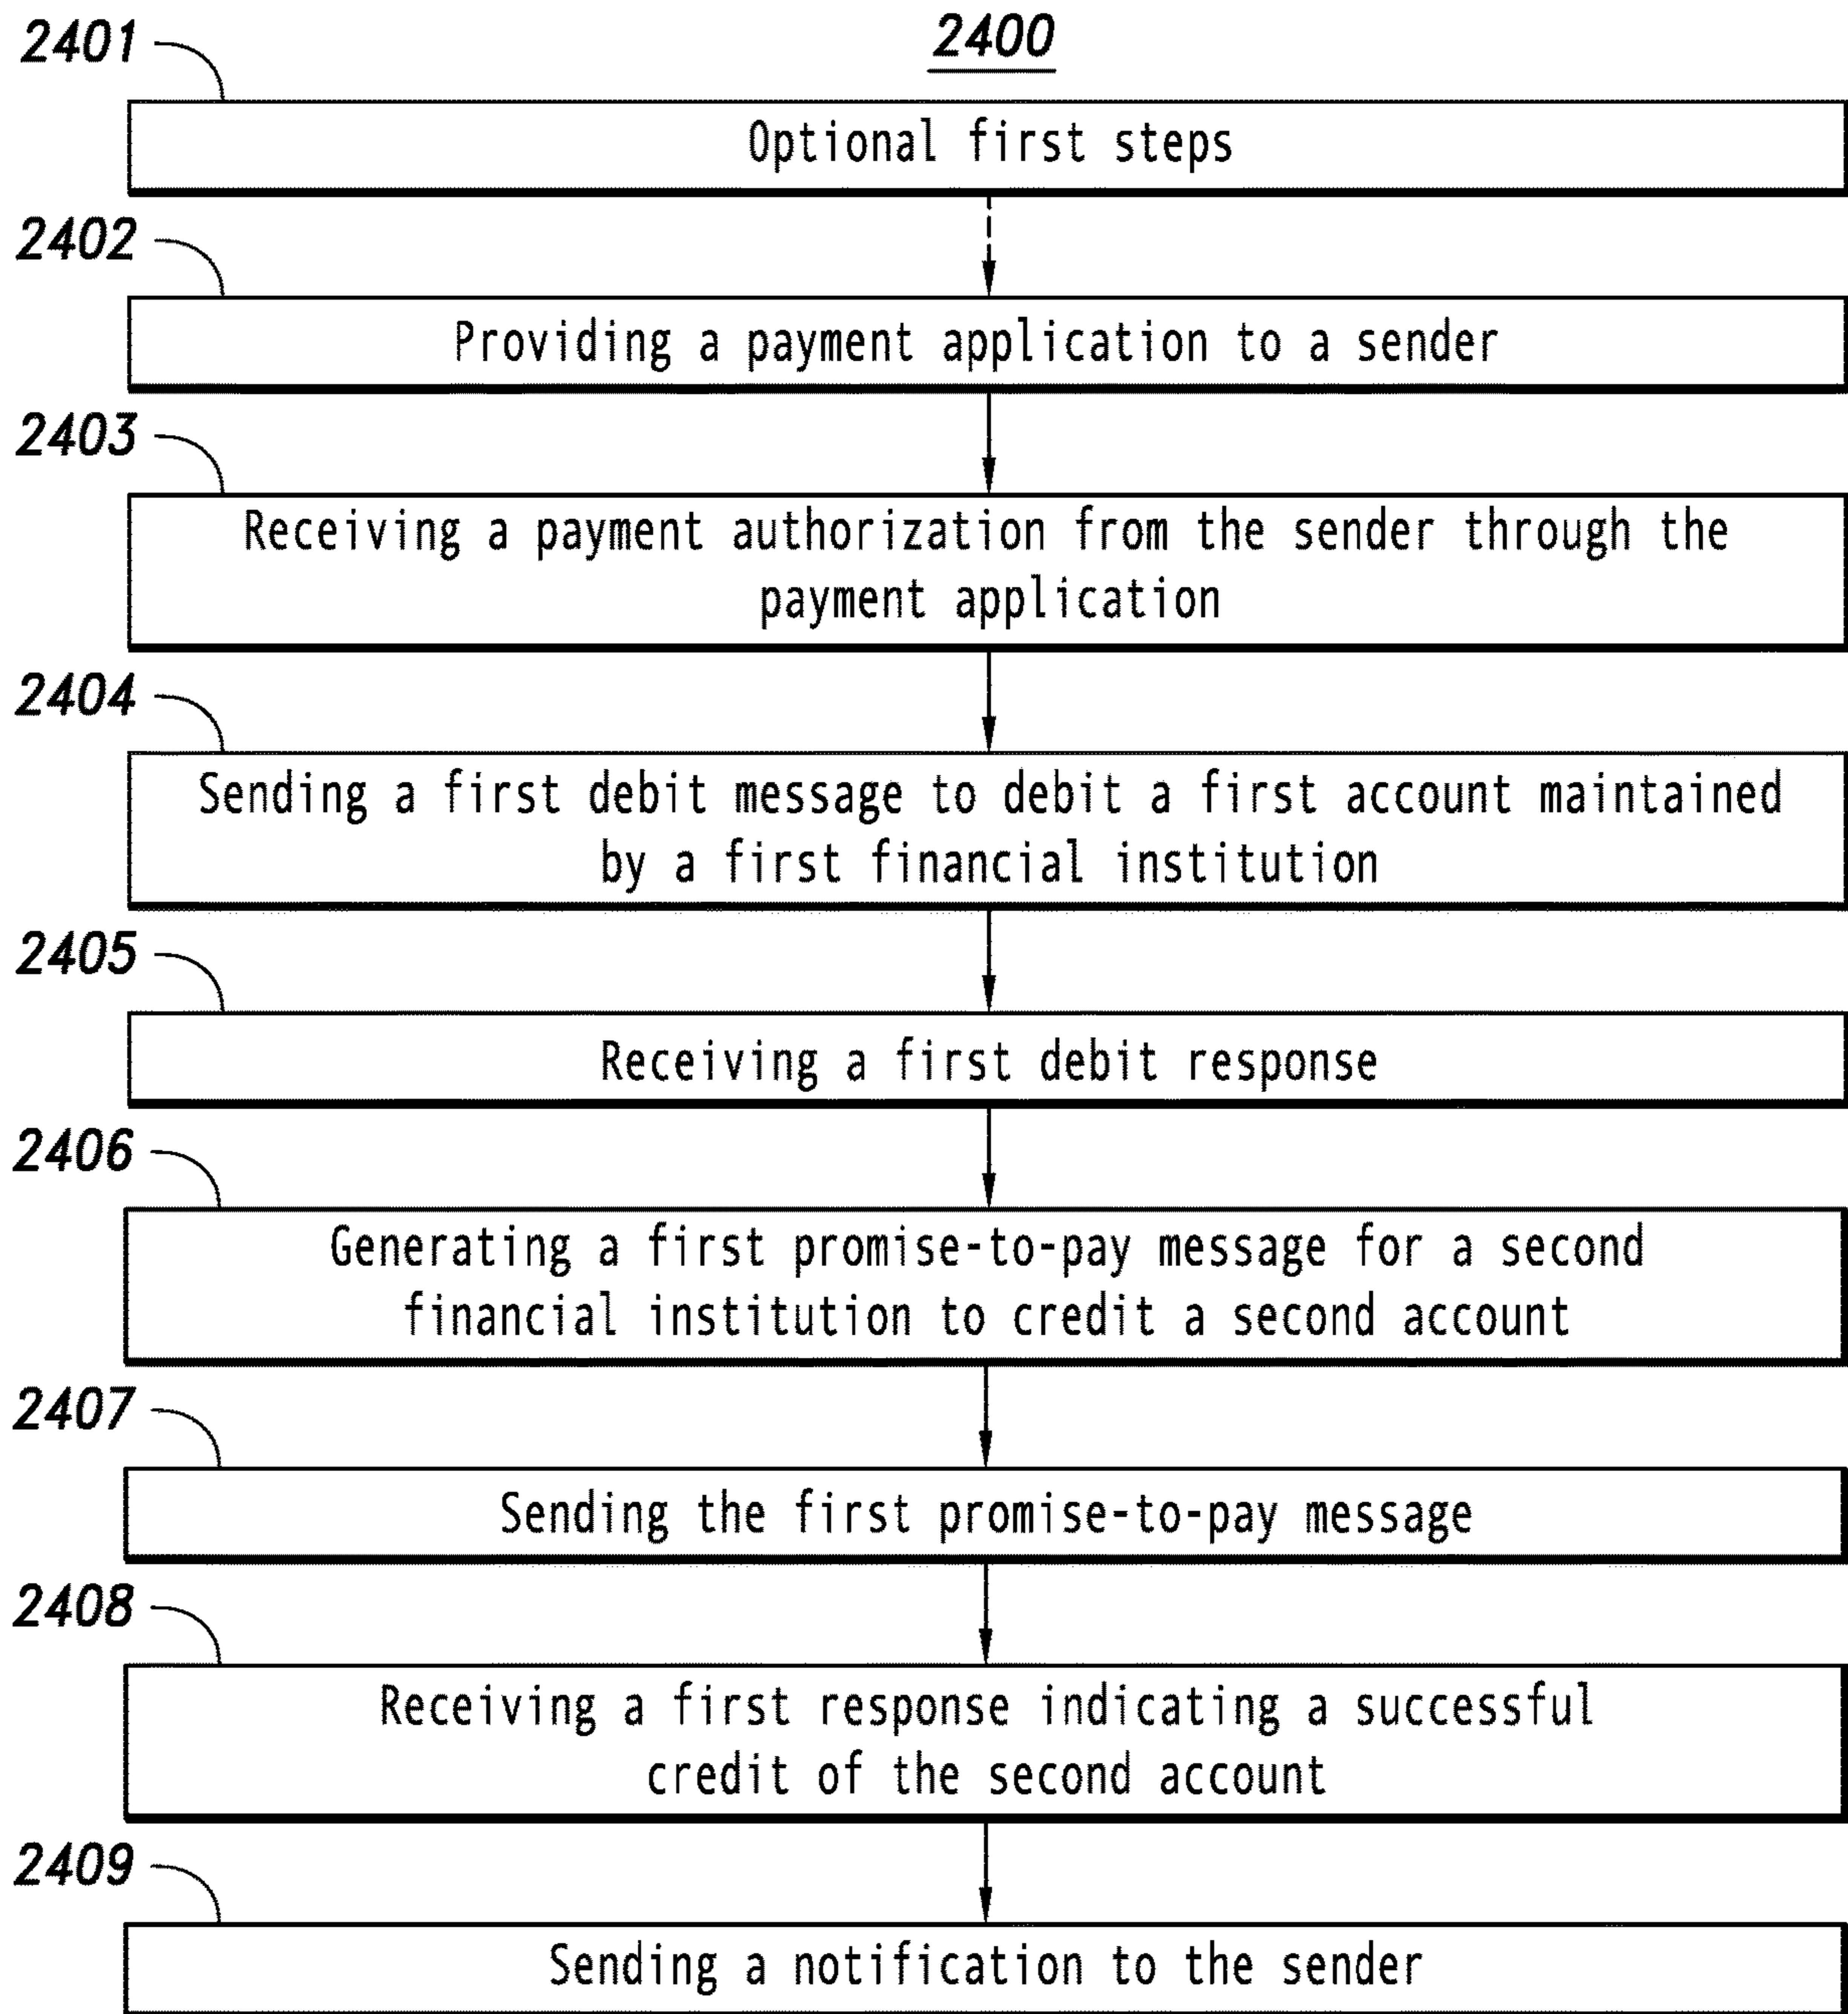 2400
2401
Optional first steps
2402
Providing a payment application to a sender
2403
Receiving a payment authorization from the sender through the
payment application
2404
Sending a first debit message to debit a first account maintained
by a first financial institution
2405
Receiving a first debit response
2406
Generating a first promise-to-pay message for a second
financial institution to credit a second account
2407
Sending the first promise-to-pay message
2408
Receiving a first response indicating a successful
credit of the second account
2409
Sending a notification to the sender